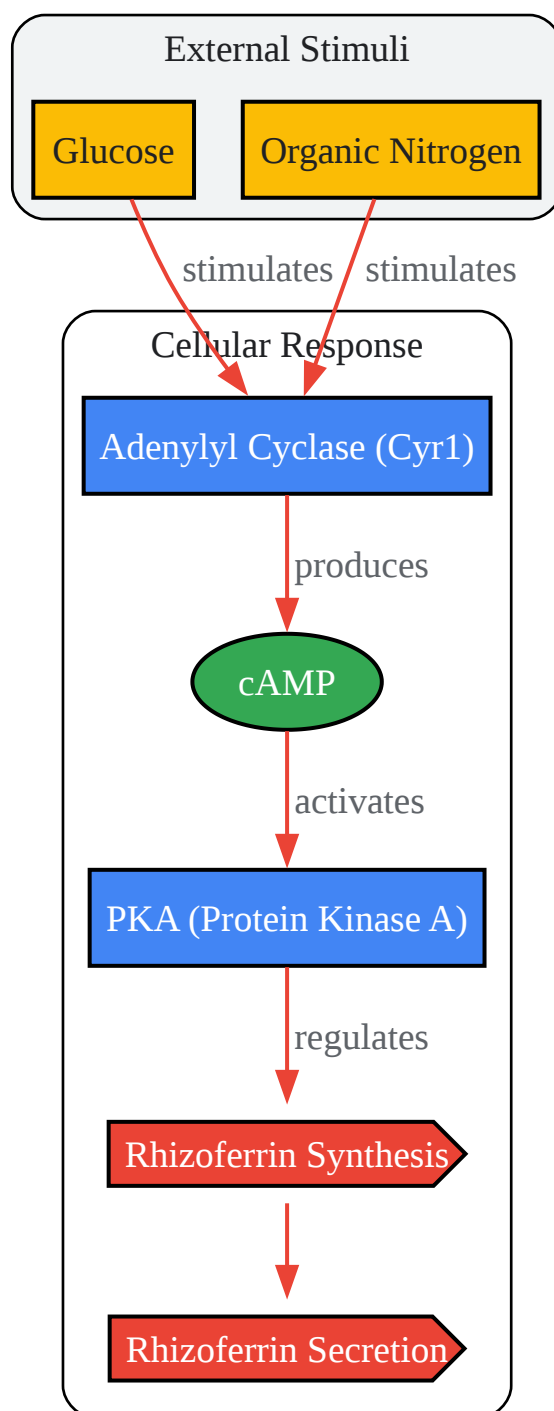 External Stimuli
Glucose
Organic Nitrogen
stimulates
stimulates
Cellular Response
Adenylyl Cyclase (Cyr1)
produces
cAMP
activates
PKA (Protein Kinase A)
regulates
Rhizoferrin Synthesis
Rhizoferrin Secretion